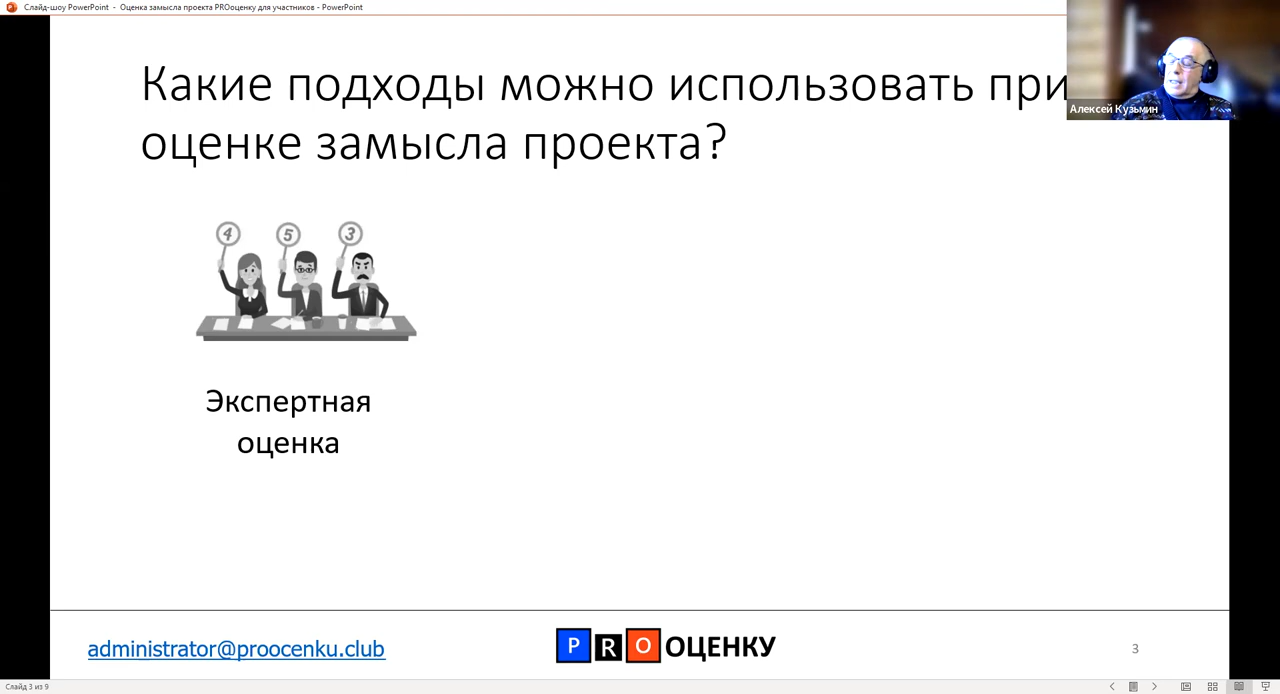 Слайд-шоу PowerPoint - Оценка замысла проекта PROоценку для участников - PowerPoint
Какие подходы можно использовать при
оценке замысла проекта?
Алексей Кузьмин
4 5 3
Экспертная
оценка
administrator@proocenku.club
PRO ОЦЕНКУ
3
Слайд 3 из 9